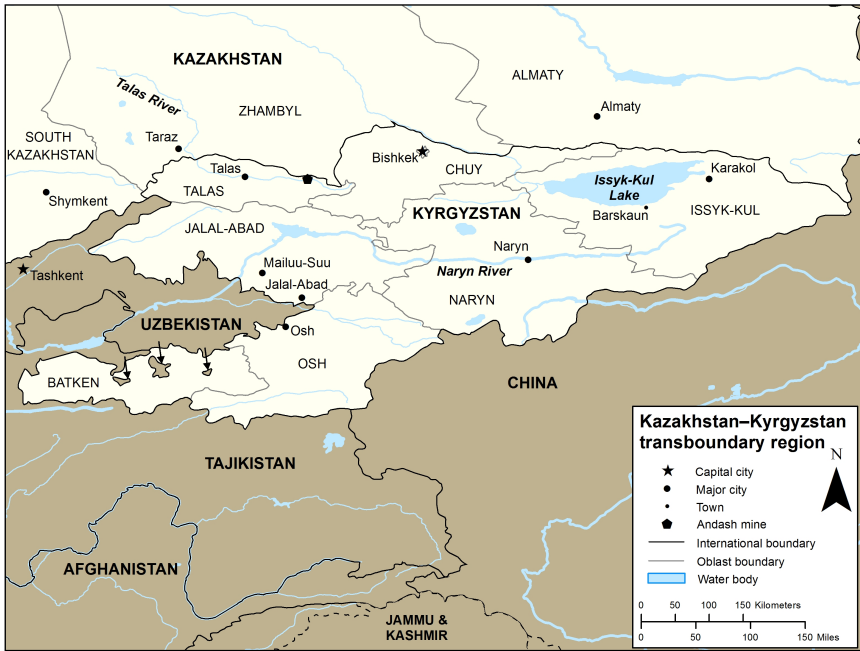 KAZAKHSTAN
ALMATY
Talas River
ZHAMBYL
Almaty
SOUTH
KAZAKHSTAN
Taraz
Bishkek
CHUY
Talas
TALAS
Karakol
Issyk-Kul
Lake
Shymkent
Barskaun
ISSYK-KUL
KYRGYZSTAN
JALAL-ABAD
Naryn
Tashkent
Mailuu-Suu
Naryn River
Jalal-Abad
NARYN
UZBEKISTAN
Osh
OSH
BATKEN
CHINA
TAJIKISTAN
AFGHANISTAN
JAMMU &
KASHMIR
Kazakhstan–Kyrgyzstan
transboundary region
N
Capital city
Major city
Town
Andash mine
International boundary
Oblast boundary
Water body
0 50 100 150 Kilometers
0 50 100 150 Miles